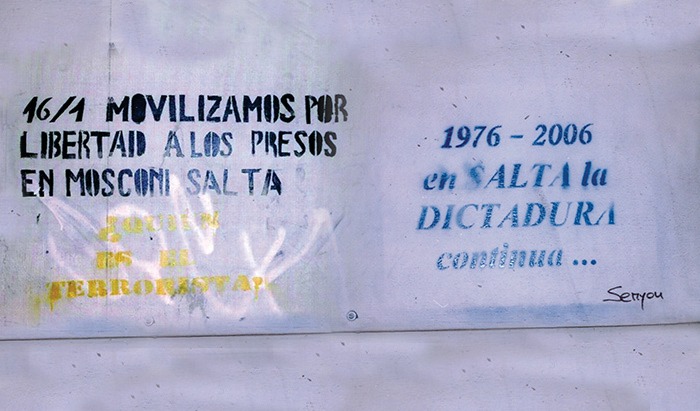 16/1 MOVILIZAMOS POR
LIBERTAD A LOS PRESOS
EN MOSCONI SALTA
¿QUIEN
ES EL
TERRORISTA?
1976 - 2006
en SALTA la
DICTADURA
continua ...